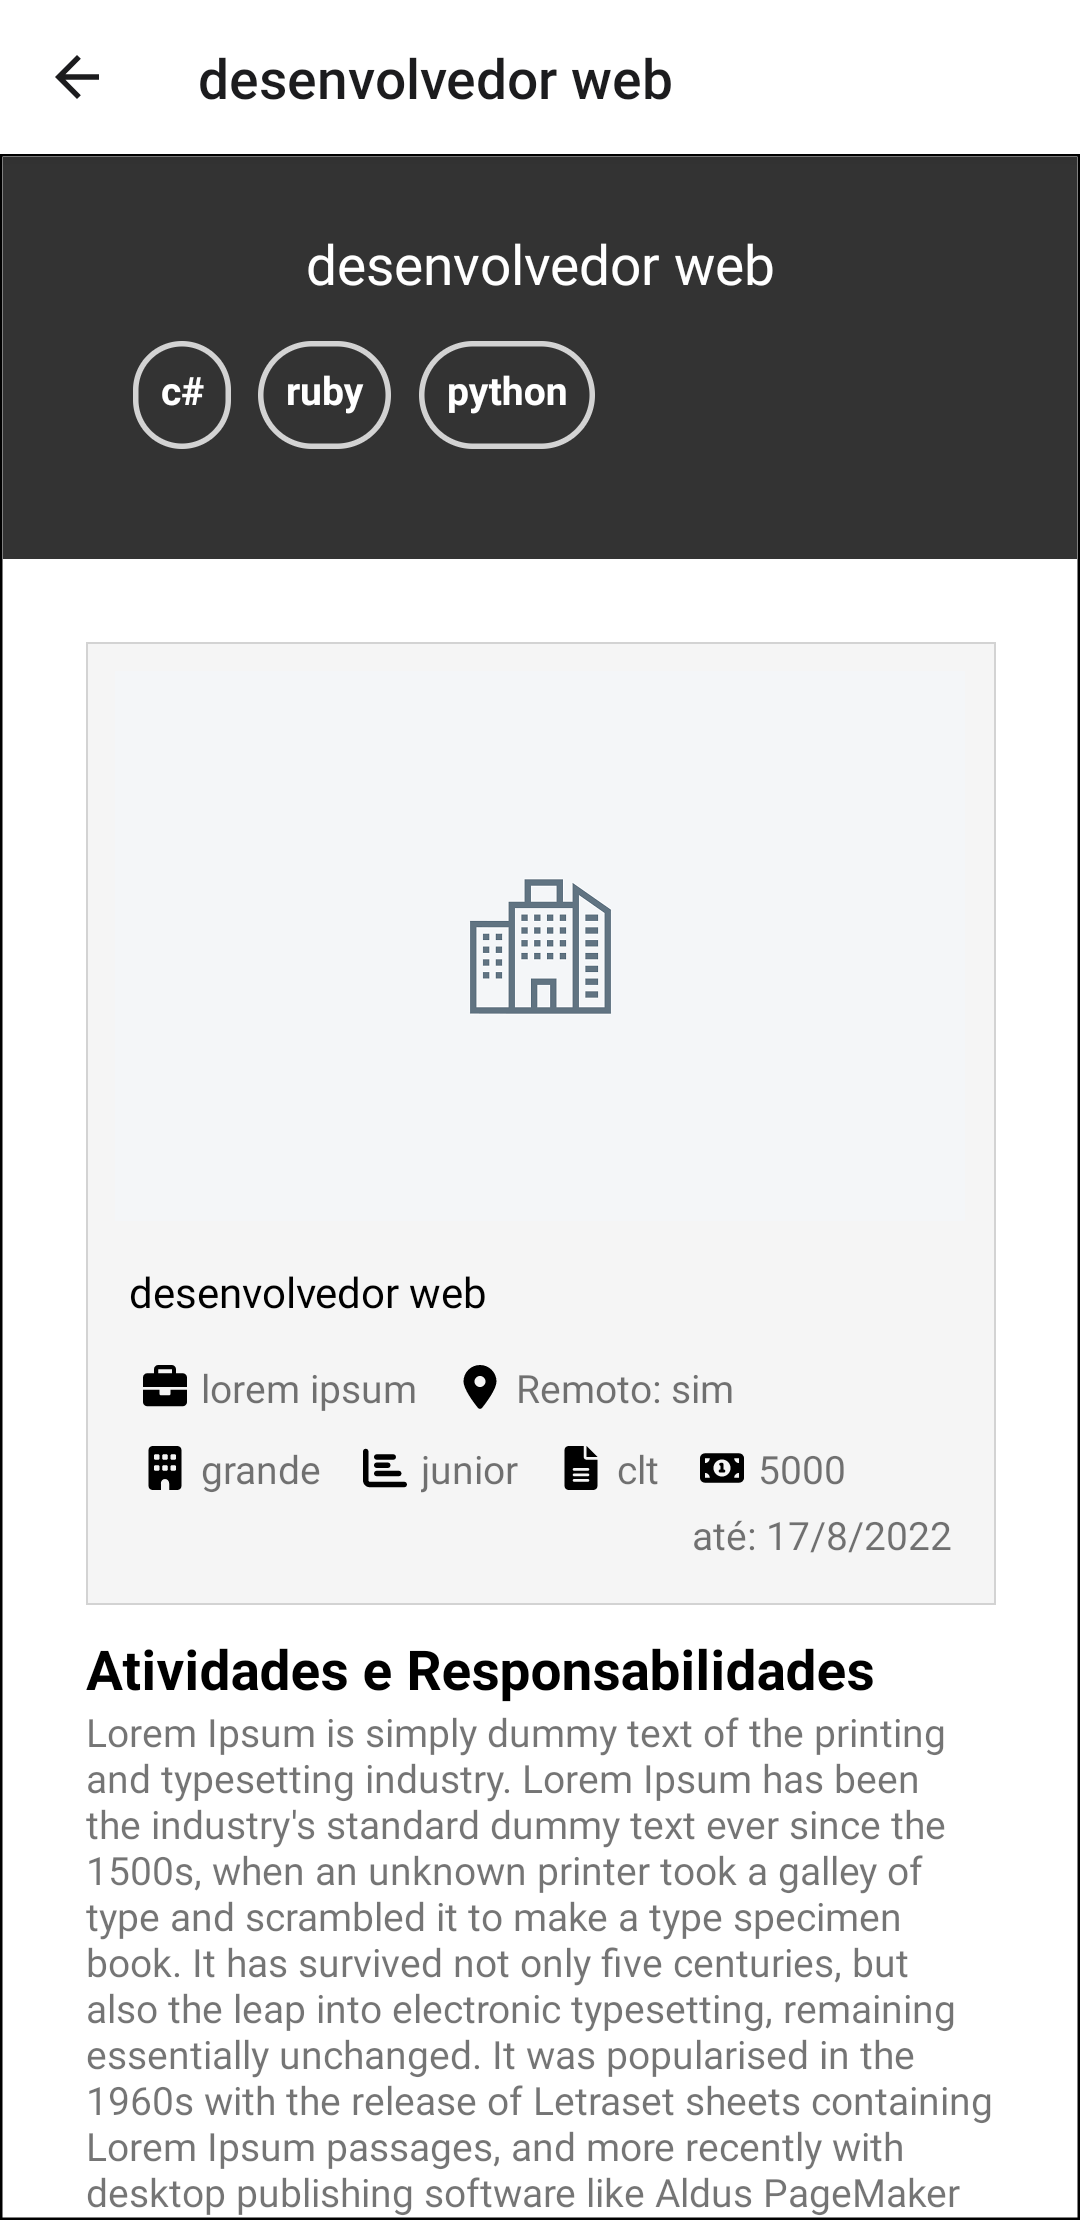 desenvolvedor web
desenvolvedor web
c# ruby python
desenvolvedor web
lorem ipsum Remoto: sim
grande junior clt 5000
até: 17/8/2022
Atividades e Responsabilidades
Lorem Ipsum is simply dummy text of the printing
and typesetting industry. Lorem Ipsum has been
the industry's standard dummy text ever since the
1500s, when an unknown printer took a galley of
type and scrambled it to make a type specimen
book. It has survived not only five centuries, but
also the leap into electronic typesetting, remaining
essentially unchanged. It was popularised in the
1960s with the release of Letraset sheets containing
Lorem Ipsum passages, and more recently with
desktop publishing software like Aldus PageMaker